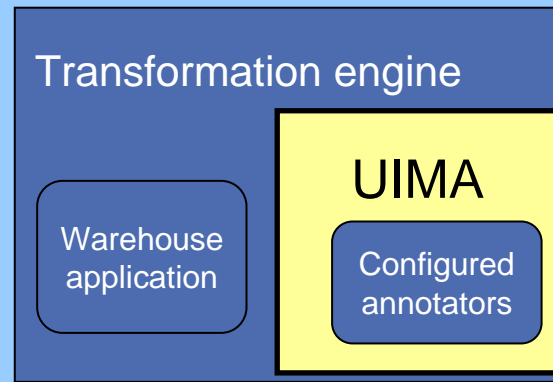 Transformation engine
UIMA
Warehouse
application
Configured
annotators